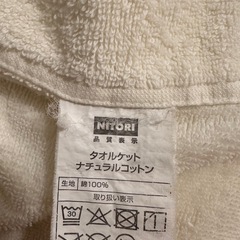 NITORI
品質表示
タオルケット
ナチュラルコットン
生地 綿100%
取り扱い表示
30